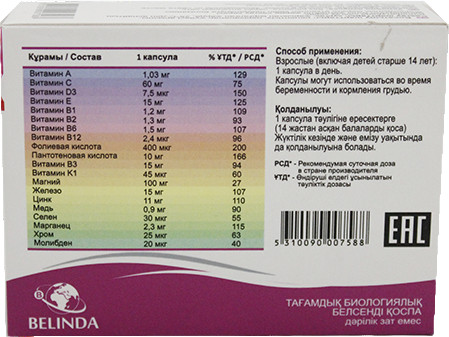 Құрамы / Состав 1 капсула % ҰТД* / РСД*
Витамин А 1,03 мг 129
Витамин С 60 мг 75
Витамин D3 7,5 мкг 150
Витамин Е 15 мг 125
Витамин В1 1,2 мг 109
Витамин В2 1,3 мг 93
Витамин В6 1,5 мг 107
Витамин В12 2,4 мкг 96
Фолиевая кислота 400 мкг 200
Пантотеновая кислота 10 мг 166
Витамин В3 15 мг 94
Витамин К1 45 мкг 60
Магний 100 мг 27
Железо 15 мг 107
Цинк 11 мг 110
Медь 0,9 мг 90
Селен 30 мкг 55
Марганец 2,3 мг 115
Хром 25 мкг 63
Молибден 20 мкг 40
Способ применения:
Взрослые (включая детей старше 14 лет):
1 капсула в день.
Капсулы могут использоваться во время
беременности и кормления грудью.
Қолданылуы:
1 капсула тәулігіне ересектерге
(14 жастан асқан балаларды қоса)
Жүктілік кезінде және емізу уақытында
да қолданылуына болады.
РСД* - Рекомендумая суточная доза
в стране производителя
ҰТД* - Өндіруші елдегі ұсынылатын
тәуліктік дозасы
5 310090 007588
EAC
B
BELINDA
ТАҒАМДЫҚ БИОЛОГИЯЛЫҚ
БЕЛСЕНДІ ҚОСПА
дәрілік зат емес